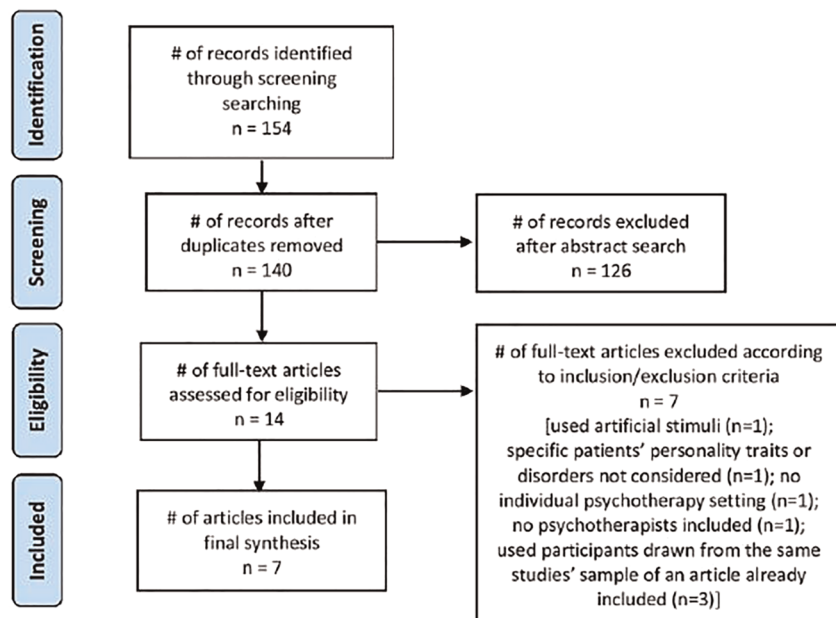 Identification
# of records identified
through screening
searching
n = 154
Screening
# of records after
duplicates removed
n = 140
# of records excluded
after abstract search
n = 126
Eligibility
# of full-text articles
assessed for eligibility
n = 14
# of full-text articles excluded according
to inclusion/exclusion criteria
n = 7
[used artificial stimuli (n=1);
specific patients’ personality traits or
disorders not considered (n=1); no
individual psychotherapy setting (n=1);
no psychotherapists included (n=1);
used participants drawn from the same
studies’ sample of an article already
included (n=3)]
Included
# of articles included in
final synthesis
n = 7